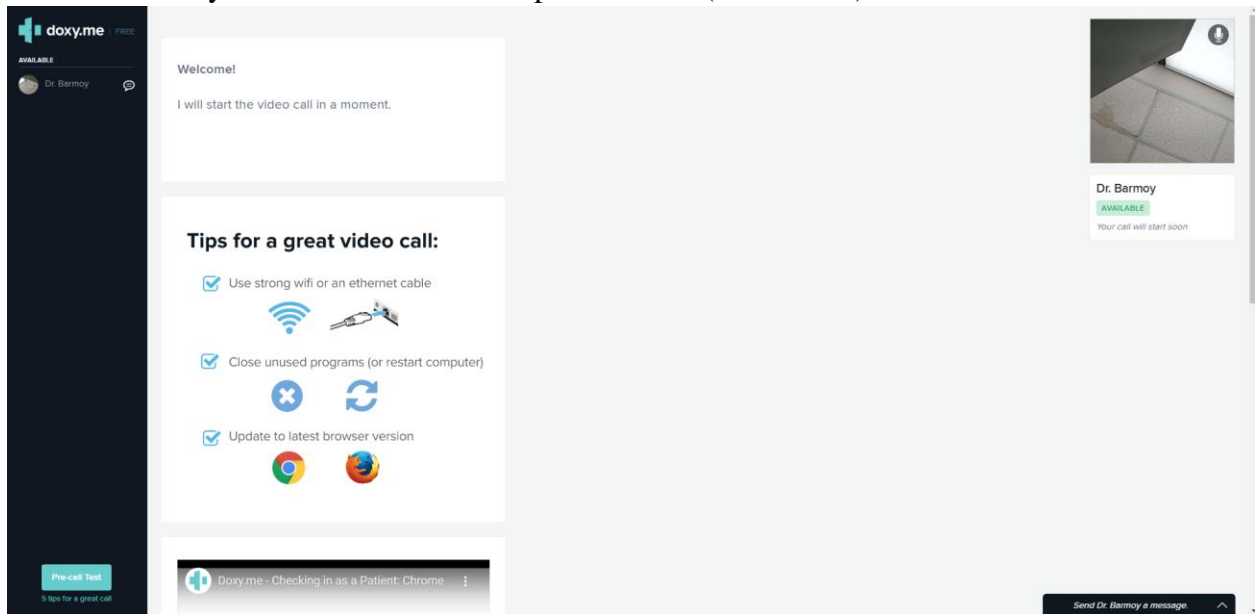 doxy.me FREE
AVAILABLE
Dr. Barmoy
Welcome!
I will start the video call in a moment.
Tips for a great video call:
Use strong wifi or an ethernet cable
Close unused programs (or restart computer)
Update to latest browser version
Doxy.me - Checking in as a Patient: Chrome
Pre-call Test
5 tips for a great call
Dr. Barmoy
AVAILABLE
Your call will start soon
Send Dr. Barmoy a message.